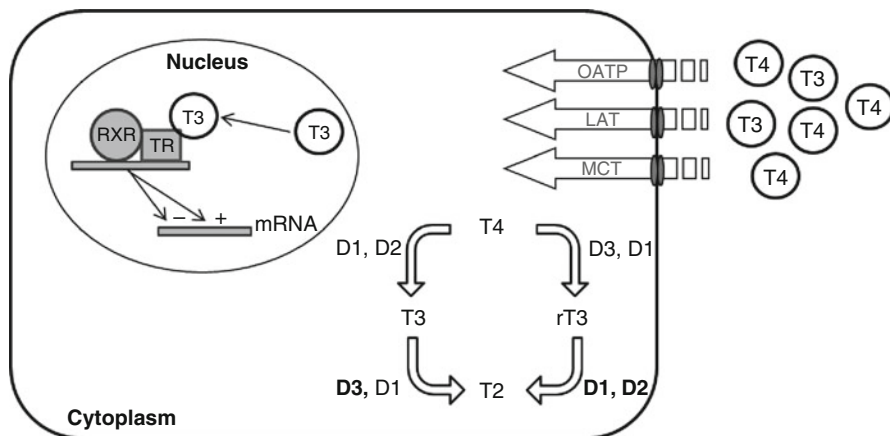 Nucleus
RXR
TR
T3
T3
mRNA
− +
OATP
LAT
MCT
T4
T3
T4
T3
T4
T4
T4
D1, D2
D3, D1
T3
rT3
D3, D1
T2
D1, D2
Cytoplasm